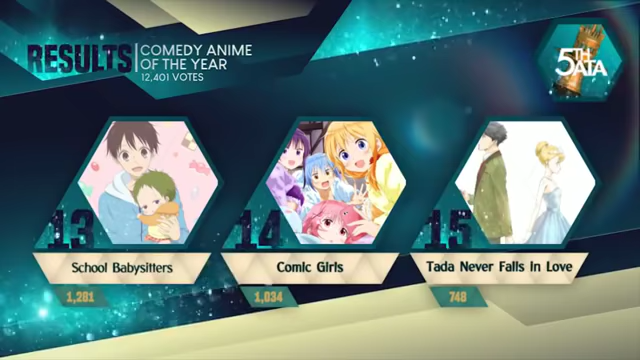 RESULTS
COMEDY ANIME
OF THE YEAR
12,401 VOTES
5TH
ATA
13
14
15
School Babysitters
Comic Girls
Tada Never Falls in Love
1,201
1,034
748